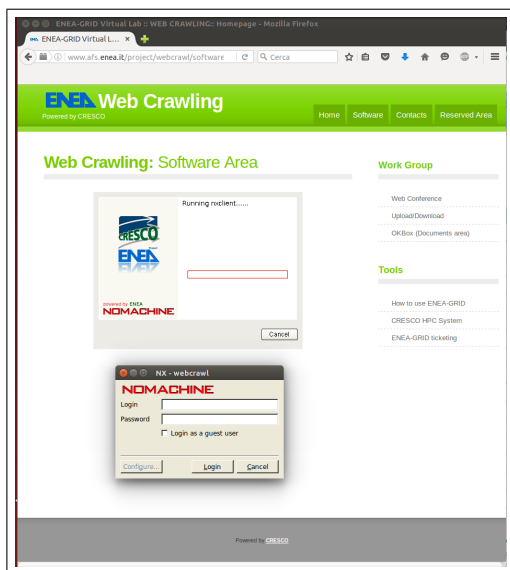 ENEA-GRID Virtual Lab :: WEB CRAWLING:: Homepage - Mozilla Firefox
ENEA-GRID Virtual L... ×
www.afs.enea.it/project/webcrawl/software
Cerca
ENEA Web Crawling
Powered by CRESCO
Home Software Contacts Reserved Area
Web Crawling: Software Area
Work Group
Web Conference
Upload/Download
OKBox (Documents area)
Tools
How to use ENEA-GRID
CRESCO HPC System
ENEA-GRID ticketing
Running nxclient......
CRESCO
ENEA
powered by ENEA
NOMACHINE
Cancel
NX - webcrawl
NOMACHINE
Login
Password
Login as a guest user
Configure... Login Cancel
Powered by CRESCO